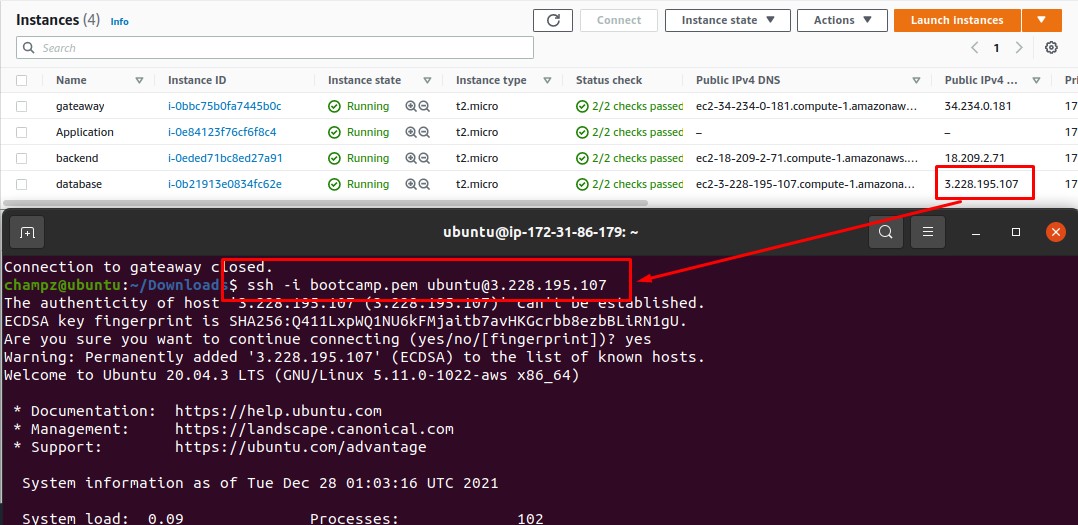 Instances (4) Info Connect Instance state Actions Launch Instances
Search 1
Name Instance ID Instance state Instance type Status check Public IPv4 DNS Public IPv4 ... Pri
gateaway i-0bbc75b0fa7445b0c Running t2.micro 2/2 checks passed ec2-34-234-0-181.compute-1.amazonaw... 34.234.0.181 17
Application i-0e84123f76cf6f8c4 Running t2.micro 2/2 checks passed – – 17
backend i-0eded71bc8ed27a91 Running t2.micro 2/2 checks passed ec2-18-209-2-71.compute-1.amazonaws.... 18.209.2.71 17
database i-0b21913e0834fc62e Running t2.micro 2/2 checks passed ec2-3-228-195-107.compute-1.amazona... 3.228.195.107 17
ubuntu@ip-172-31-86-179: ~
Connection to gateaway closed.
champz@ubuntu:~/Downloads$ ssh -i bootcamp.pem ubuntu@3.228.195.107
The authenticity of host '3.228.195.107 (3.228.195.107)' can't be established.
ECDSA key fingerprint is SHA256:Q411LxpWQ1NU6kFMjaitb7avHKGcrbb8ezbBLiRN1gU.
Are you sure you want to continue connecting (yes/no/[fingerprint])? yes
Warning: Permanently added '3.228.195.107' (ECDSA) to the list of known hosts.
Welcome to Ubuntu 20.04.3 LTS (GNU/Linux 5.11.0-1022-aws x86_64)
* Documentation: https://help.ubuntu.com
* Management: https://landscape.canonical.com
* Support: https://ubuntu.com/advantage
System information as of Tue Dec 28 01:03:16 UTC 2021
System load: 0.09 Processes: 102